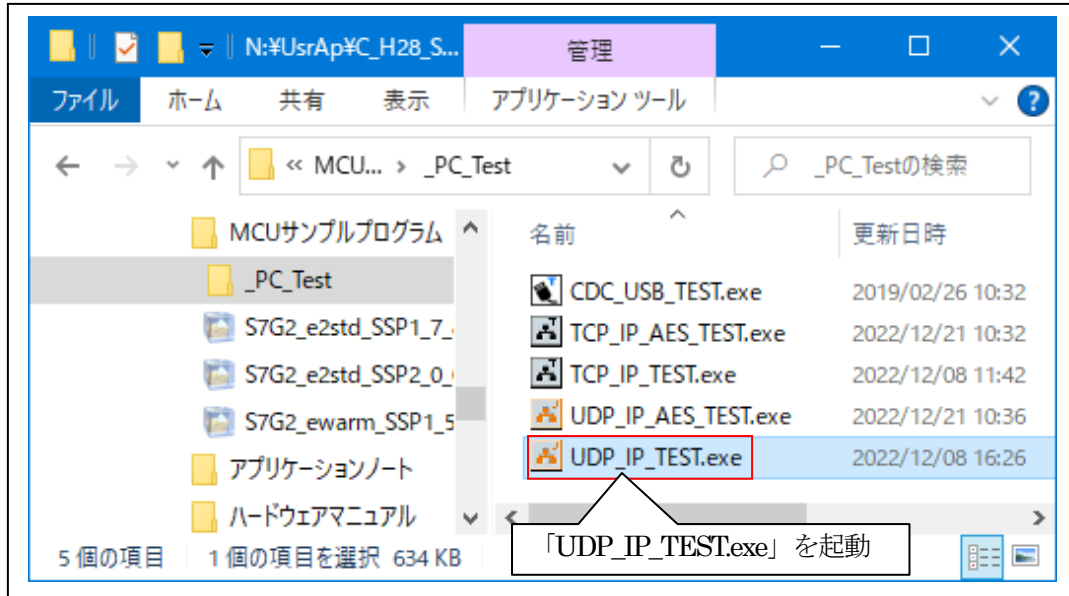 N:¥UsrAp¥C_H28_S...
管理
ファイル
ホーム
共有
表示
アプリケーション ツール
« MCU... › _PC_Test
_PC_Testの検索
MCUサンプルプログラム
_PC_Test
S7G2_e2std_SSP1_7_
S7G2_e2std_SSP2_0_
S7G2_ewarm_SSP1_5
アプリケーションノート
ハードウェアマニュアル
名前
更新日時
CDC_USB_TEST.exe 2019/02/26 10:32
TCP_IP_AES_TEST.exe 2022/12/21 10:32
TCP_IP_TEST.exe 2022/12/08 11:42
UDP_IP_AES_TEST.exe 2022/12/21 10:36
UDP_IP_TEST.exe 2022/12/08 16:26
「UDP_IP_TEST.exe」を起動
5 個の項目
1 個の項目を選択 634 KB